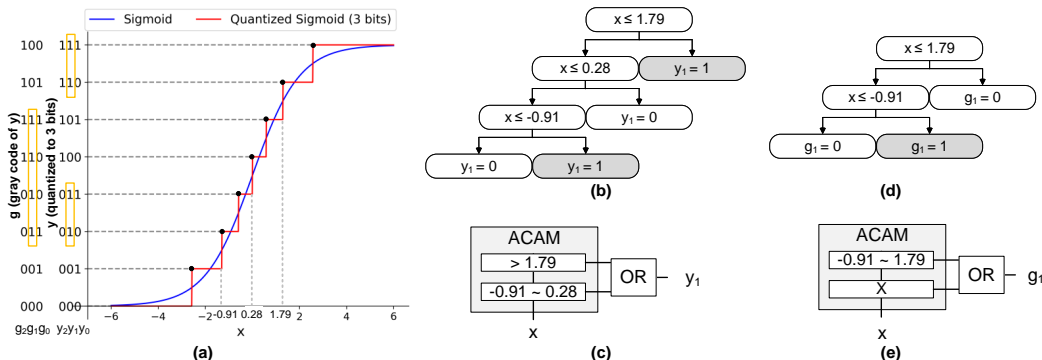 Sigmoid
Quantized Sigmoid (3 bits)
g (gray code of y)
y (quantized to 3 bits)
100 111
101 110
111 101
110 100
010 011
011 010
001 001
000 000
−6 −4 −2 -0.91 0.28 1.79 4 6
g₂g₁g₀ y₂y₁y₀
x
(a)
x ≤ 1.79
x ≤ 0.28
y₁ = 1
x ≤ -0.91
y₁ = 0
y₁ = 0
y₁ = 1
(b)
ACAM
> 1.79
-0.91 ~ 0.28
OR
y₁
x
(c)
x ≤ 1.79
x ≤ -0.91
g₁ = 0
g₁ = 0
g₁ = 1
(d)
ACAM
-0.91 ~ 1.79
X
OR
g₁
x
(e)